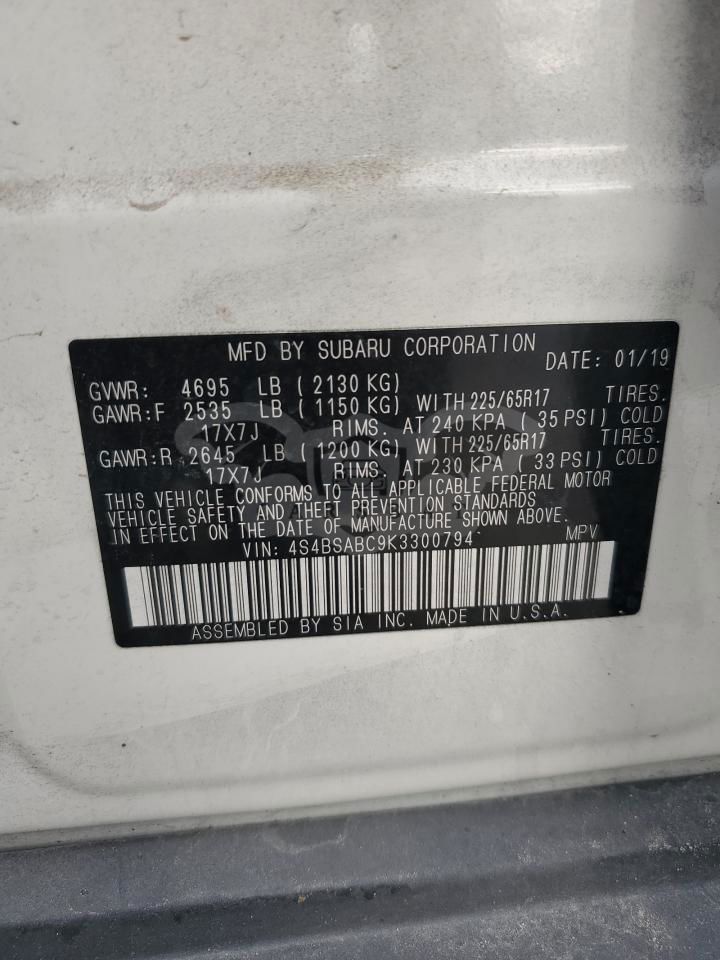 MFD BY SUBARU CORPORATION DATE: 01/19
GVWR: 4695 LB ( 2130 KG)
GAWR:F 2535 LB ( 1150 KG) WITH 225/65R17 TIRES.
17X7J RIMS. AT 240 KPA ( 35 PSI) COLD
GAWR:R 2645 LB ( 1200 KG) WITH 225/65R17 TIRES.
17X7J RIMS. AT 230 KPA ( 33 PSI) COLD
THIS VEHICLE CONFORMS TO ALL APPLICABLE FEDERAL MOTOR
VEHICLE SAFETY AND THEFT PREVENTION STANDARDS
IN EFFECT ON THE DATE OF MANUFACTURE SHOWN ABOVE.
VIN: 4S4BSABC9K3300794 MPV
ASSEMBLED BY SIA INC. MADE IN U.S.A.